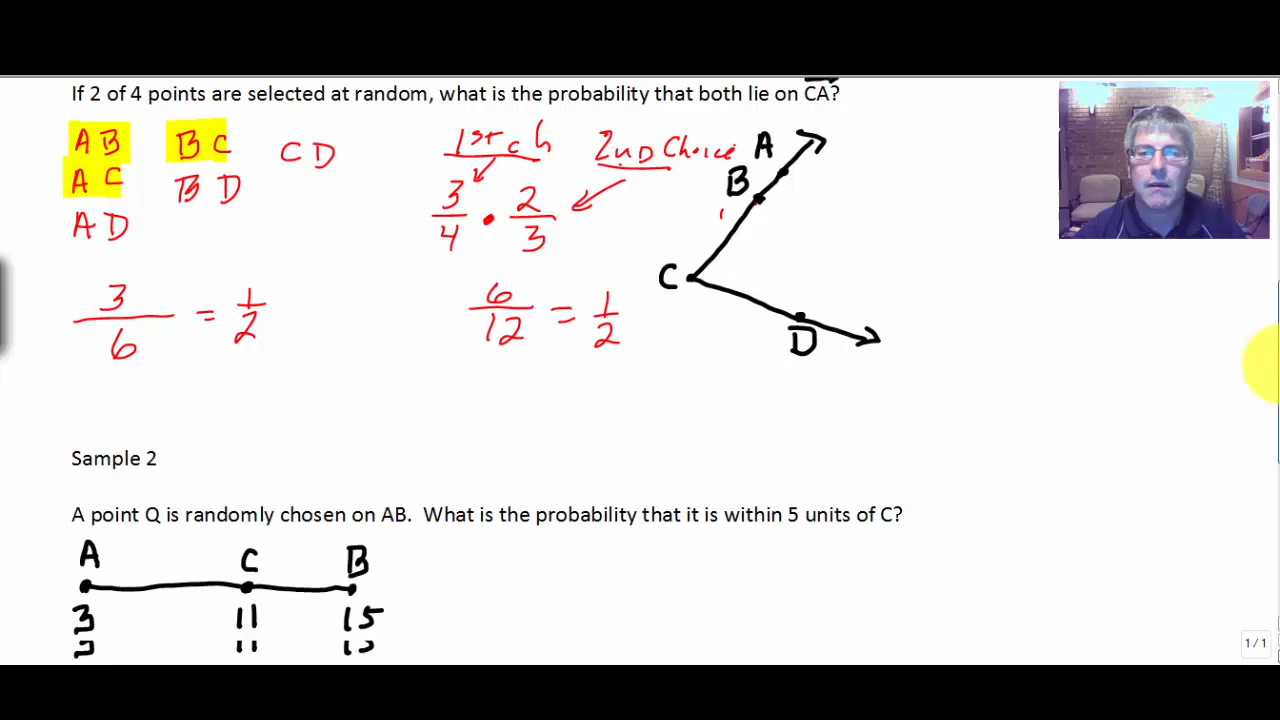 If 2 of 4 points are selected at random, what is the probability that both lie on CA?
AB BC CD
AC BD
AD
1st ch 2nd Choice
3/4 • 2/3
3/6 = 1/2
6/12 = 1/2
A
B
C
D
Sample 2
A point Q is randomly chosen on AB. What is the probability that it is within 5 units of C?
A C B
3 11 15
1 / 1